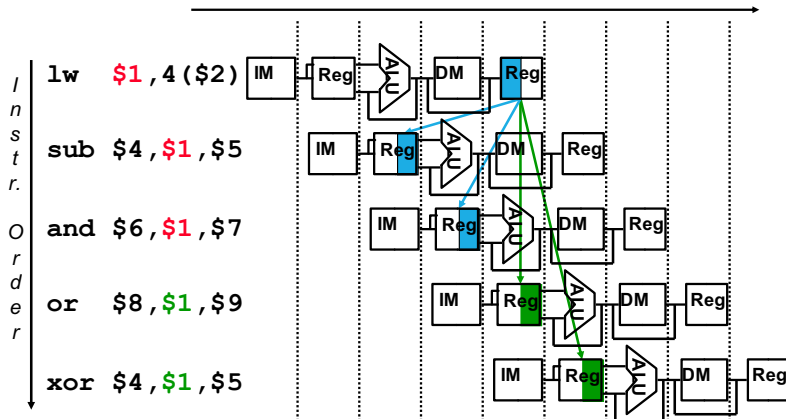 Instr. Order
lw $1,4($2) IM Reg ALU DM Reg
sub $4,$1,$5 IM Reg ALU DM Reg
and $6,$1,$7 IM Reg ALU DM Reg
or $8,$1,$9 IM Reg ALU DM Reg
xor $4,$1,$5 IM Reg ALU DM Reg